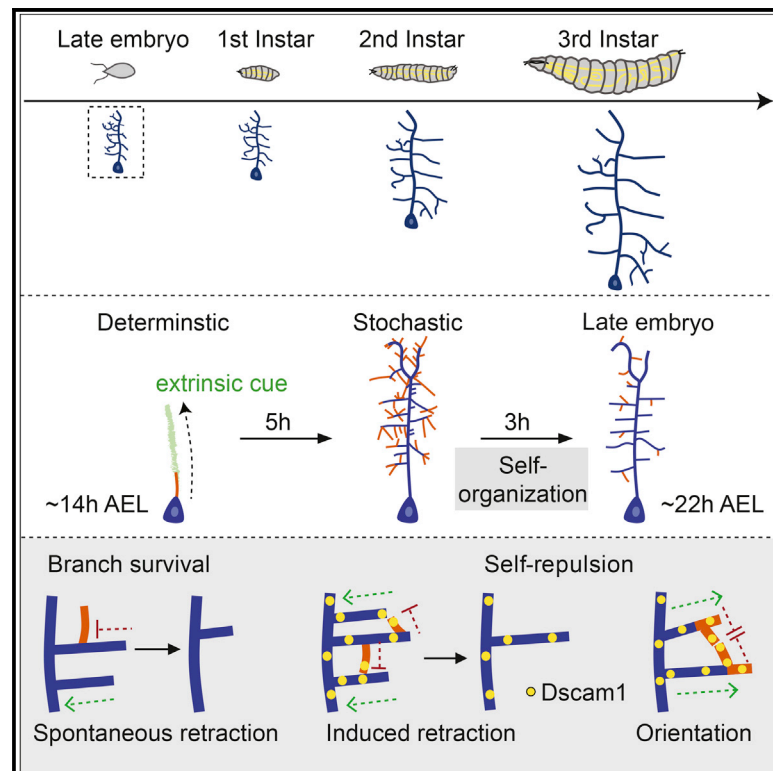 Late embryo 1st Instar 2nd Instar 3rd Instar
Determinstic Stochastic Late embryo
extrinsic cue
5h 3h
Self-
organization
~14h AEL ~22h AEL
Branch survival Self-repulsion
Dscam1
Spontaneous retraction Induced retraction Orientation